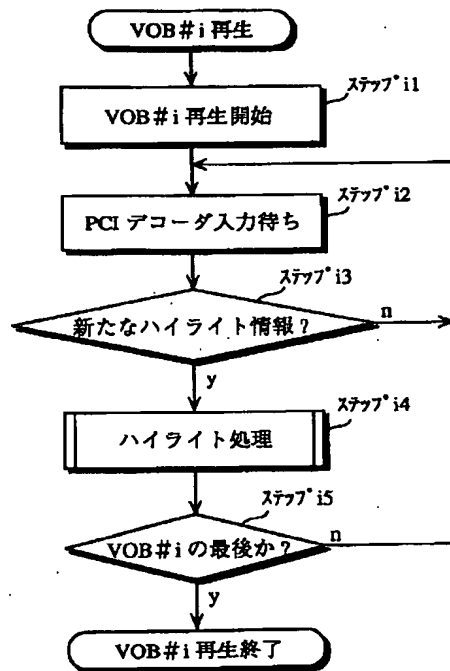 VOB#i 再生
ステップi1
VOB#i 再生開始
ステップi2
PCI デコーダ入力待ち
ステップi3
新たなハイライト情報?
n
y
ステップi4
ハイライト処理
ステップi5
VOB#i の最後か?
n
y
VOB#i 再生終了